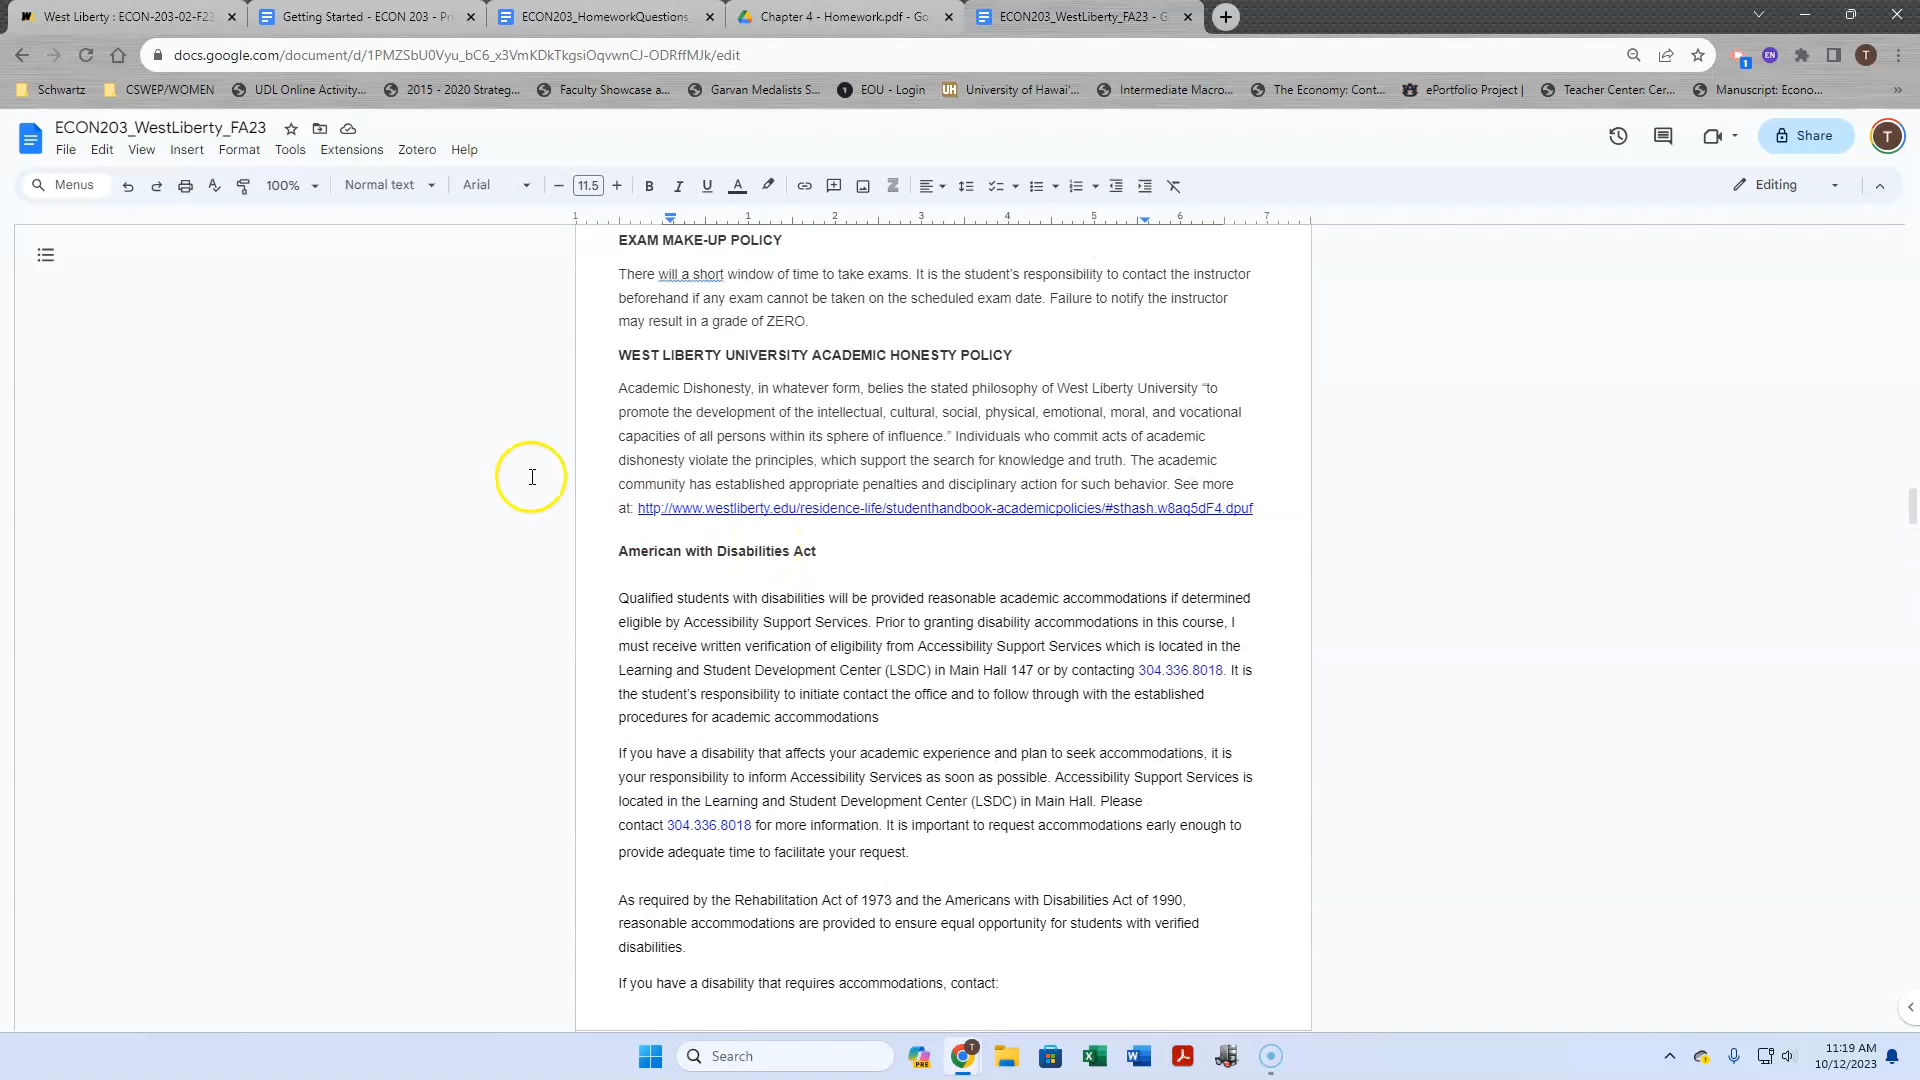 West Liberty : ECON-203-02-F23
Getting Started - ECON 203 - Pri
ECON203_HomeworkQuestions_
Chapter 4 - Homework.pdf - Go
ECON203_WestLiberty_FA23 - G
docs.google.com/document/d/1PMZSbU0Vyu_bC6_x3VmKDkTkgsiOqvwnCJ-ODRffMJk/edit
1 EN T
Schwartz CSWEP/WOMEN UDL Online Activity... 2015 - 2020 Strateg... Faculty Showcase a... Garvan Medalists S... EOU - Login UH University of Hawai'... Intermediate Macro... The Economy: Cont... ePortfolio Project | Teacher Center: Cer... Manuscript: Econo... »
ECON203_WestLiberty_FA23
File Edit View Insert Format Tools Extensions Zotero Help
Share T
Menus 100% Normal text Arial 11.5 B I U A Z Editing
1 1 2 3 4 5 6 7
EXAM MAKE-UP POLICY
There will a short window of time to take exams. It is the student's responsibility to contact the instructor
beforehand if any exam cannot be taken on the scheduled exam date. Failure to notify the instructor
may result in a grade of ZERO.
WEST LIBERTY UNIVERSITY ACADEMIC HONESTY POLICY
Academic Dishonesty, in whatever form, belies the stated philosophy of West Liberty University “to
promote the development of the intellectual, cultural, social, physical, emotional, moral, and vocational
capacities of all persons within its sphere of influence.” Individuals who commit acts of academic
dishonesty violate the principles, which support the search for knowledge and truth. The academic
community has established appropriate penalties and disciplinary action for such behavior. See more
at: http://www.westliberty.edu/residence-life/studenthandbook-academicpolicies/#sthash.w8aq5dF4.dpuf
American with Disabilities Act
Qualified students with disabilities will be provided reasonable academic accommodations if determined
eligible by Accessibility Support Services. Prior to granting disability accommodations in this course, I
must receive written verification of eligibility from Accessibility Support Services which is located in the
Learning and Student Development Center (LSDC) in Main Hall 147 or by contacting 304.336.8018. It is
the student's responsibility to initiate contact the office and to follow through with the established
procedures for academic accommodations
If you have a disability that affects your academic experience and plan to seek accommodations, it is
your responsibility to inform Accessibility Services as soon as possible. Accessibility Support Services is
located in the Learning and Student Development Center (LSDC) in Main Hall. Please
contact 304.336.8018 for more information. It is important to request accommodations early enough to
provide adequate time to facilitate your request.
As required by the Rehabilitation Act of 1973 and the Americans with Disabilities Act of 1990,
reasonable accommodations are provided to ensure equal opportunity for students with verified
disabilities.
If you have a disability that requires accommodations, contact:
Search
PRE T
11:19 AM
10/12/2023